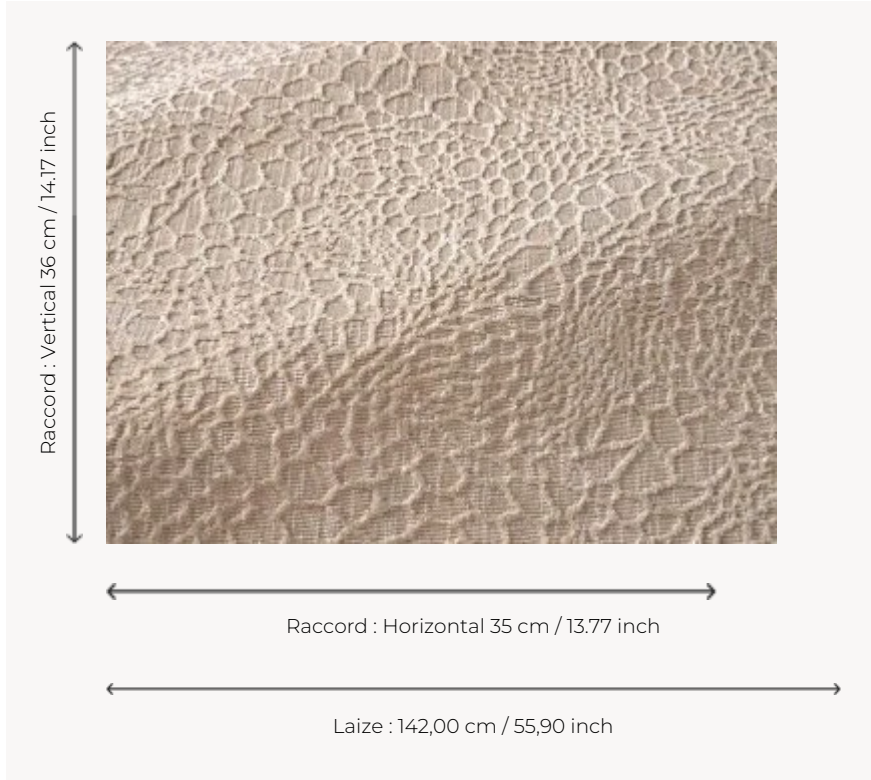 Raccord : Vertical 36 cm / 14.17 inch
Raccord : Horizontal 35 cm / 13.77 inch
Laize : 142,00 cm / 55,90 inch